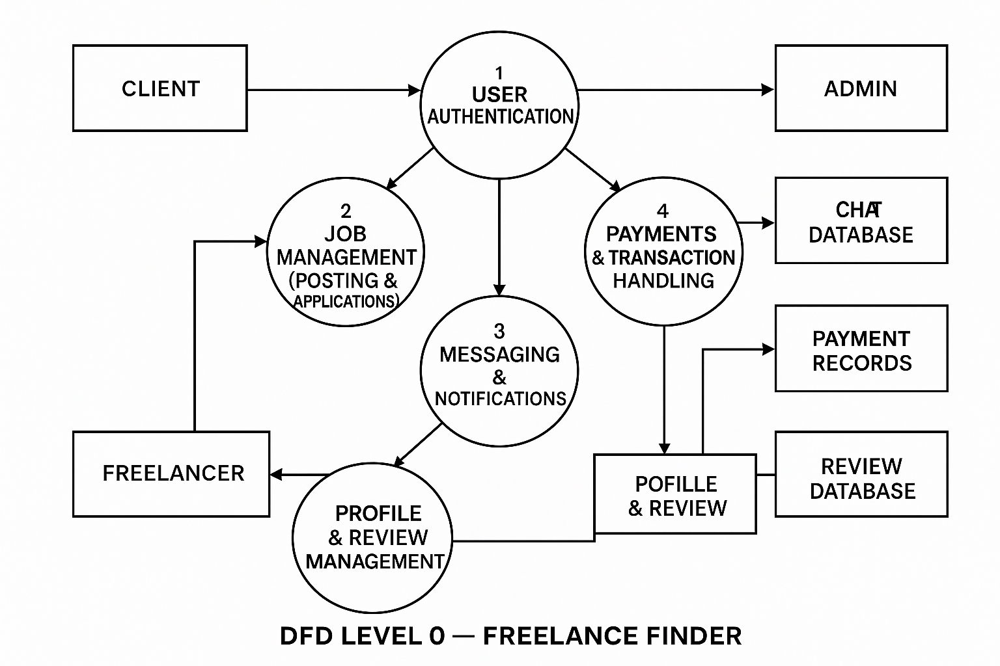 CLIENT
1
USER
AUTHENTICATION
ADMIN
2
JOB
MANAGEMENT
(POSTING &
APPLICATIONS)
4
PAYMENTS
& TRANSACTION
HANDLING
CHAT
DATABASE
3
MESSAGING
&
NOTIFICATIONS
PAYMENT
RECORDS
FREELANCER
PROFILE
& REVIEW
MANAGEMENT
POFILLE
& REVIEW
REVIEW
DATABASE
DFD LEVEL 0 — FREELANCE FINDER